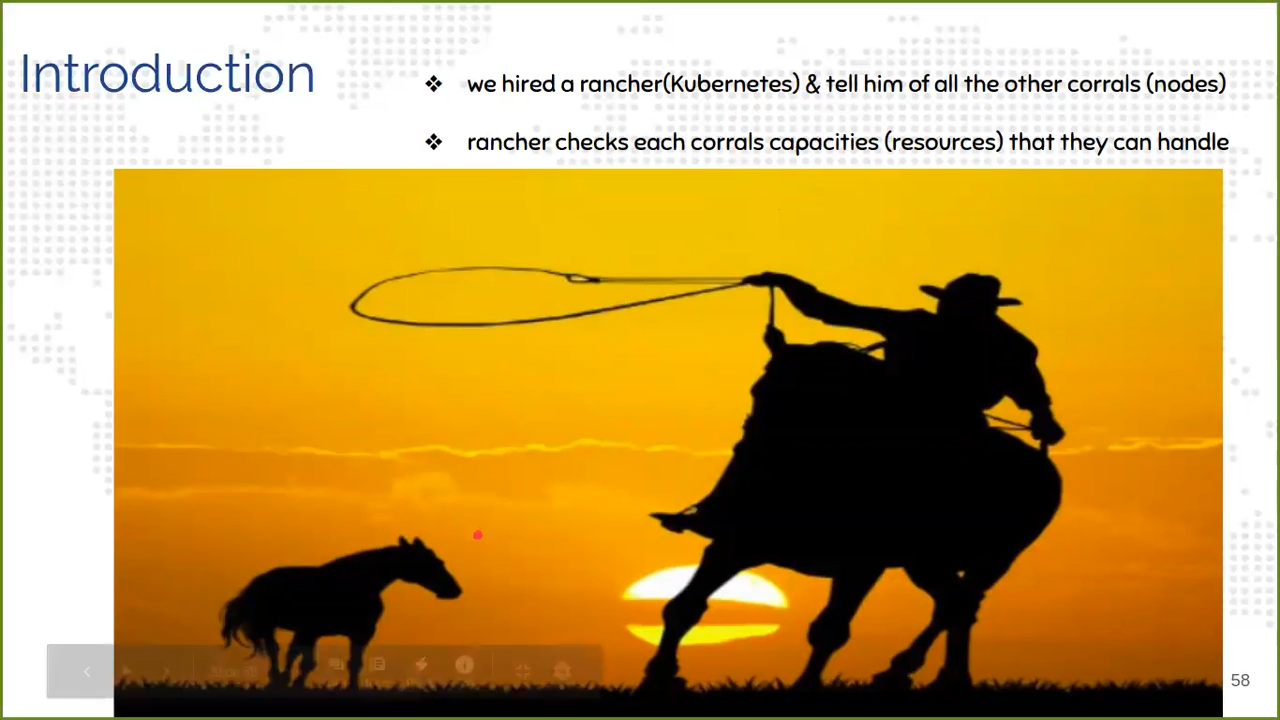 Introduction
❖ we hired a rancher(Kubernetes) & tell him of all the other corrals (nodes)
❖ rancher checks each corrals capacities (resources) that they can handle
58